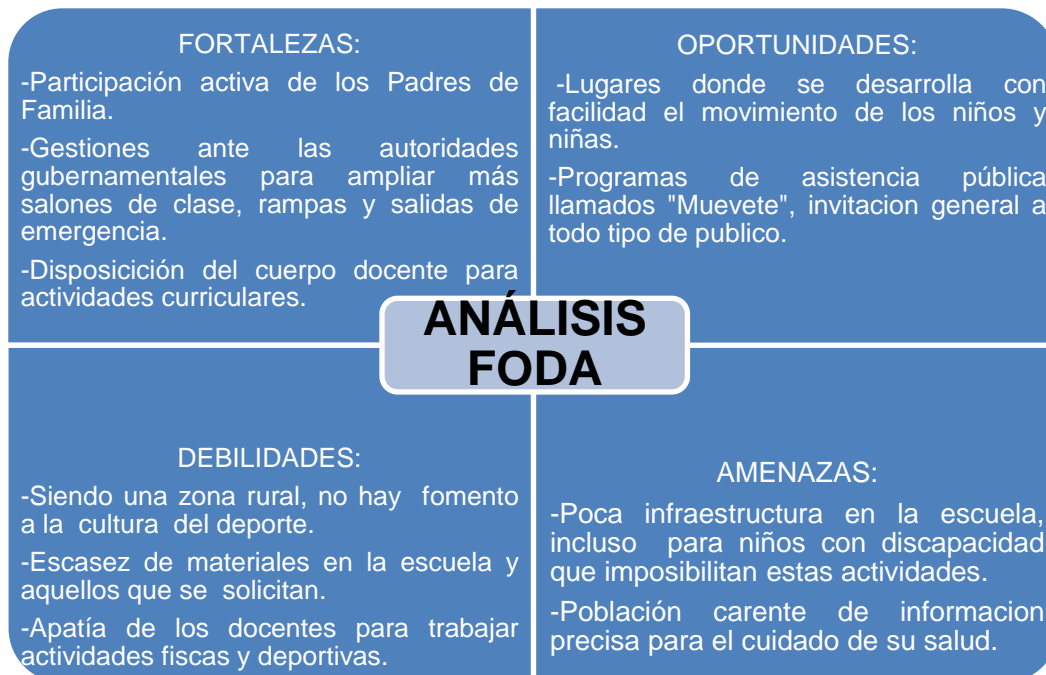 FORTALEZAS:
-Participación activa de los Padres de
Familia.
-Gestiones ante las autoridades
gubernamentales para ampliar más
salones de clase, rampas y salidas de
emergencia.
-Disposicición del cuerpo docente para
actividades curriculares.
OPORTUNIDADES:
-Lugares donde se desarrolla con
facilidad el movimiento de los niños y
niñas.
-Programas de asistencia pública
llamados "Muevete", invitacion general a
todo tipo de publico.
ANÁLISIS
FODA
DEBILIDADES:
-Siendo una zona rural, no hay fomento
a la cultura del deporte.
-Escasez de materiales en la escuela y
aquellos que se solicitan.
-Apatía de los docentes para trabajar
actividades fiscas y deportivas.
AMENAZAS:
-Poca infraestructura en la escuela,
incluso para niños con discapacidad
que imposibilitan estas actividades.
-Población carente de informacion
precisa para el cuidado de su salud.